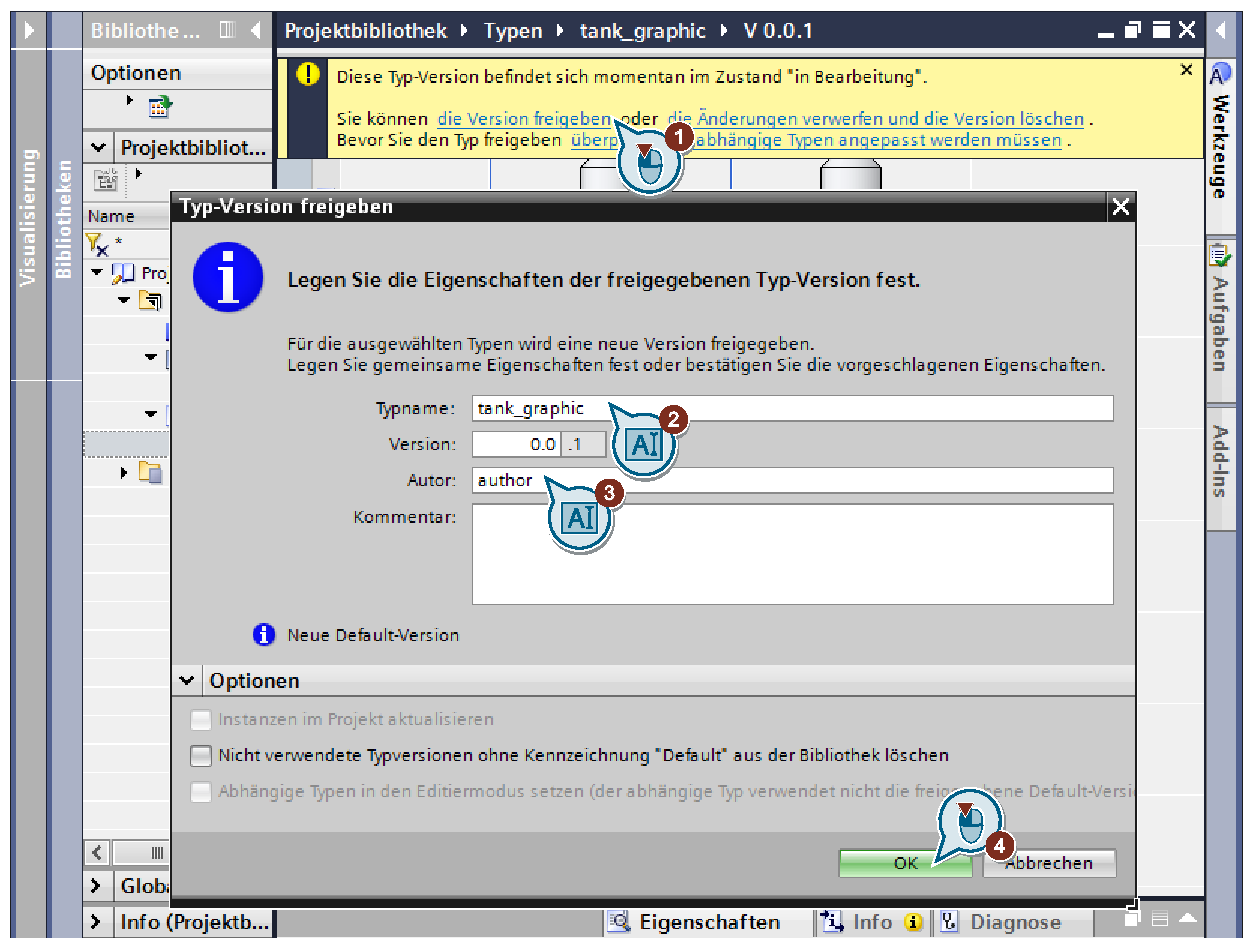 Bibliothe...
Projektbibliothek ▸ Typen ▸ tank_graphic ▸ V 0.0.1
Optionen
Diese Typ-Version befindet sich momentan im Zustand "in Bearbeitung".
Sie können die Version freigeben oder die Änderungen verwerfen und die Version löschen .
Bevor Sie den Typ freigeben abhängige Typen angepasst werden müssen .
1
Projektbibliot...
Name
*
Pro
Visualisierung
Bibliotheken
Werkzeuge
Aufgaben
Add-Ins
Typ-Version freigeben
Legen Sie die Eigenschaften der freigegebenen Typ-Version fest.
Für die ausgewählten Typen wird eine neue Version freigegeben.
Legen Sie gemeinsame Eigenschaften fest oder bestätigen Sie die vorgeschlagenen Eigenschaften.
Typname: tank_graphic
2
Version: 0.0 .1
AI
Autor: author
3
AI
Kommentar:
Neue Default-Version
Optionen
Instanzen im Projekt aktualisieren
Nicht verwendete Typversionen ohne Kennzeichnung "Default" aus der Bibliothek löschen
Abhängige Typen in den Editiermodus setzen (der abhängige Typ verwendet nicht die Default-Versi
4
OK Abbrechen
Globa
Info (Projektb...
Eigenschaften Info Diagnose